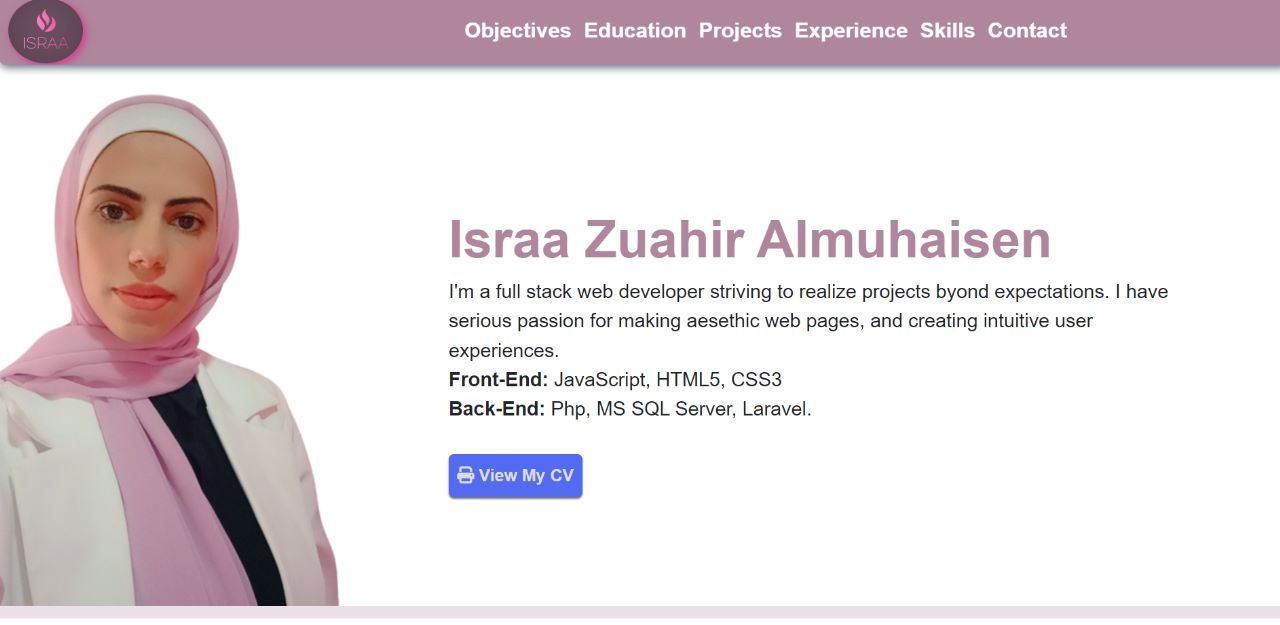 ISRAA
Objectives Education Projects Experience Skills Contact
Israa Zuahir Almuhaisen
I'm a full stack web developer striving to realize projects byond expectations. I have
serious passion for making aesethic web pages, and creating intuitive user
experiences.
Front-End: JavaScript, HTML5, CSS3
Back-End: Php, MS SQL Server, Laravel.
View My CV